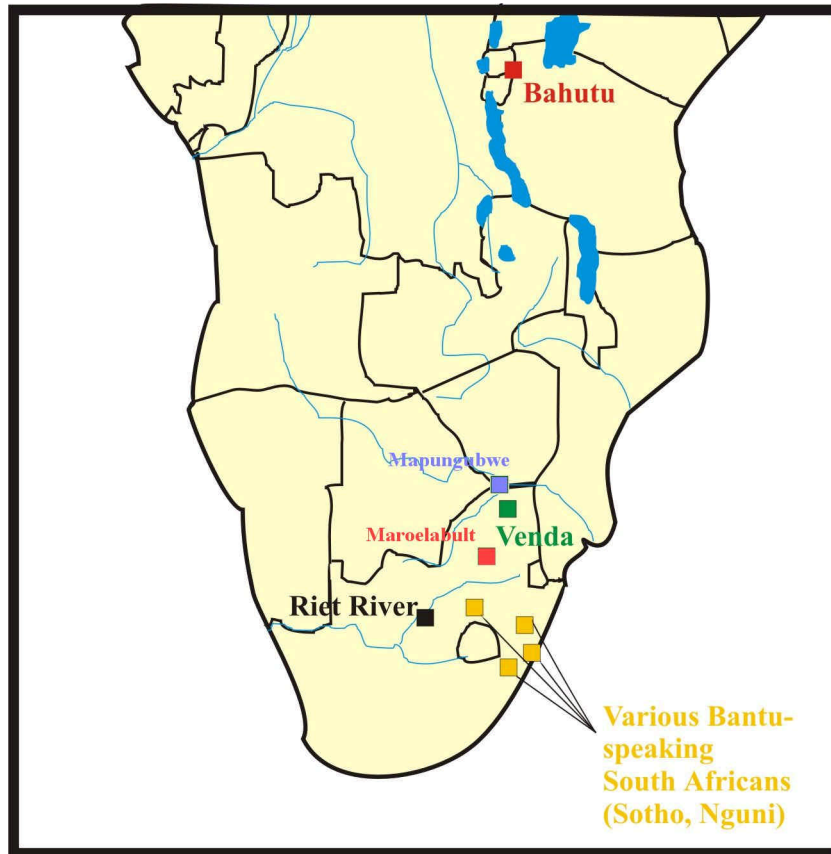 Bahutu
Mapungubwe
Maroelabult
Venda
Riet River
Various Bantu-
speaking
South Africans
(Sotho, Nguni)